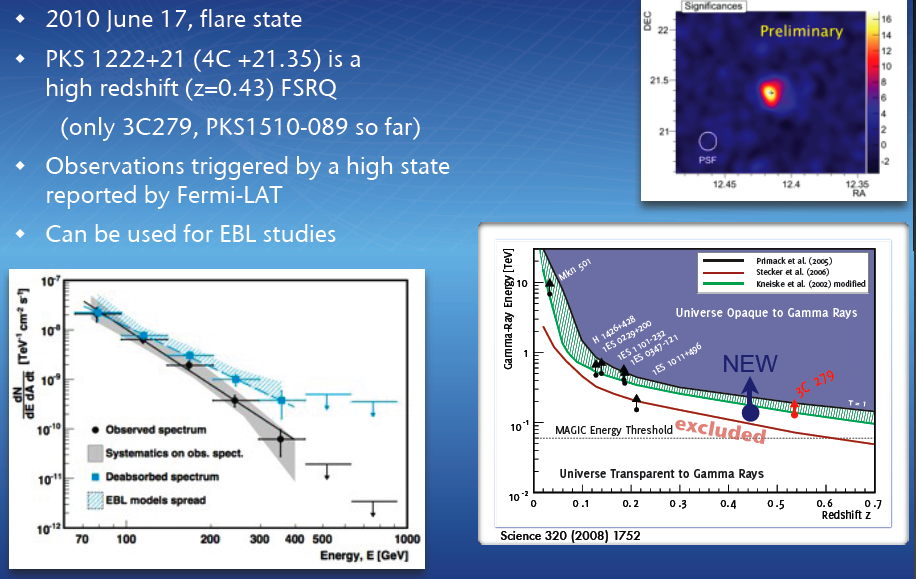 2010 June 17, flare state
PKS 1222+21 (4C +21.35) is a
high redshift (z=0.43) FSRQ
(only 3C279, PKS1510-089 so far)
Observations triggered by a high state
reported by Fermi-LAT
Can be used for EBL studies
Significances
Preliminary
DEC
22
21.5
21
PSF
12.45
12.4
12.35
RA
16
14
12
10
8
6
4
2
0
-2
dN
dE dA dt
[TeV⁻¹ cm⁻² s⁻¹]
10⁻⁷
10⁻⁸
10⁻⁹
10⁻¹⁰
10⁻¹¹
10⁻¹²
Observed spectrum
Systematics on obs. spect.
Deabsorbed spectrum
EBL models spread
70
100
200
300
400
1000
Energy, E [GeV]
Gamma-Ray Energy [TeV]
10
1
10⁻¹
10⁻²
Primack et al. (2005)
Stecker et al. (2006)
Kneiske et al. (2002) modified
Mkn 501
Universe Opaque to Gamma Rays
H 1426+428
1ES 0229+200
1ES 1101-232
1ES 0347-121
1ES 1011+496
NEW
3C 279
τ = 1
excluded
MAGIC Energy Threshold
Universe Transparent to Gamma Rays
0
0.1
0.2
0.3
0.4
0.5
0.6
0.7
Redshift z
Science 320 (2008) 1752